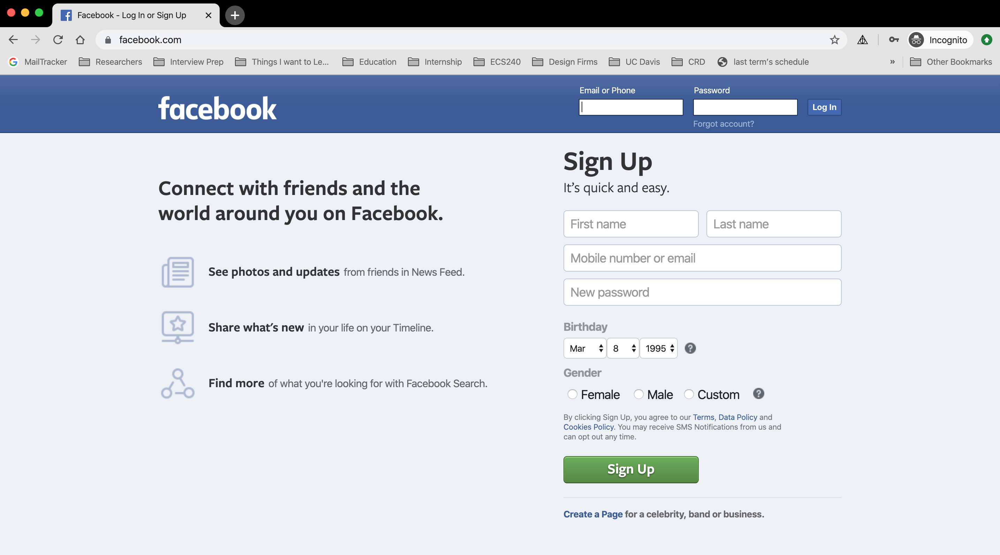 Facebook - Log In or Sign Up
facebook.com
Incognito
MailTracker Researchers Interview Prep Things I want to Le... Education Internship ECS240 Design Firms UC Davis CRD last term's schedule » Other Bookmarks
facebook
Email or Phone Password
Log In
Forgot account?
Connect with friends and the
world around you on Facebook.
See photos and updates from friends in News Feed.
Share what's new in your life on your Timeline.
Find more of what you're looking for with Facebook Search.
Sign Up
It's quick and easy.
First name Last name
Mobile number or email
New password
Birthday
Mar 8 1995 ?
Gender
Female Male Custom ?
By clicking Sign Up, you agree to our Terms, Data Policy and
Cookies Policy. You may receive SMS Notifications from us and
can opt out any time.
Sign Up
Create a Page for a celebrity, band or business.